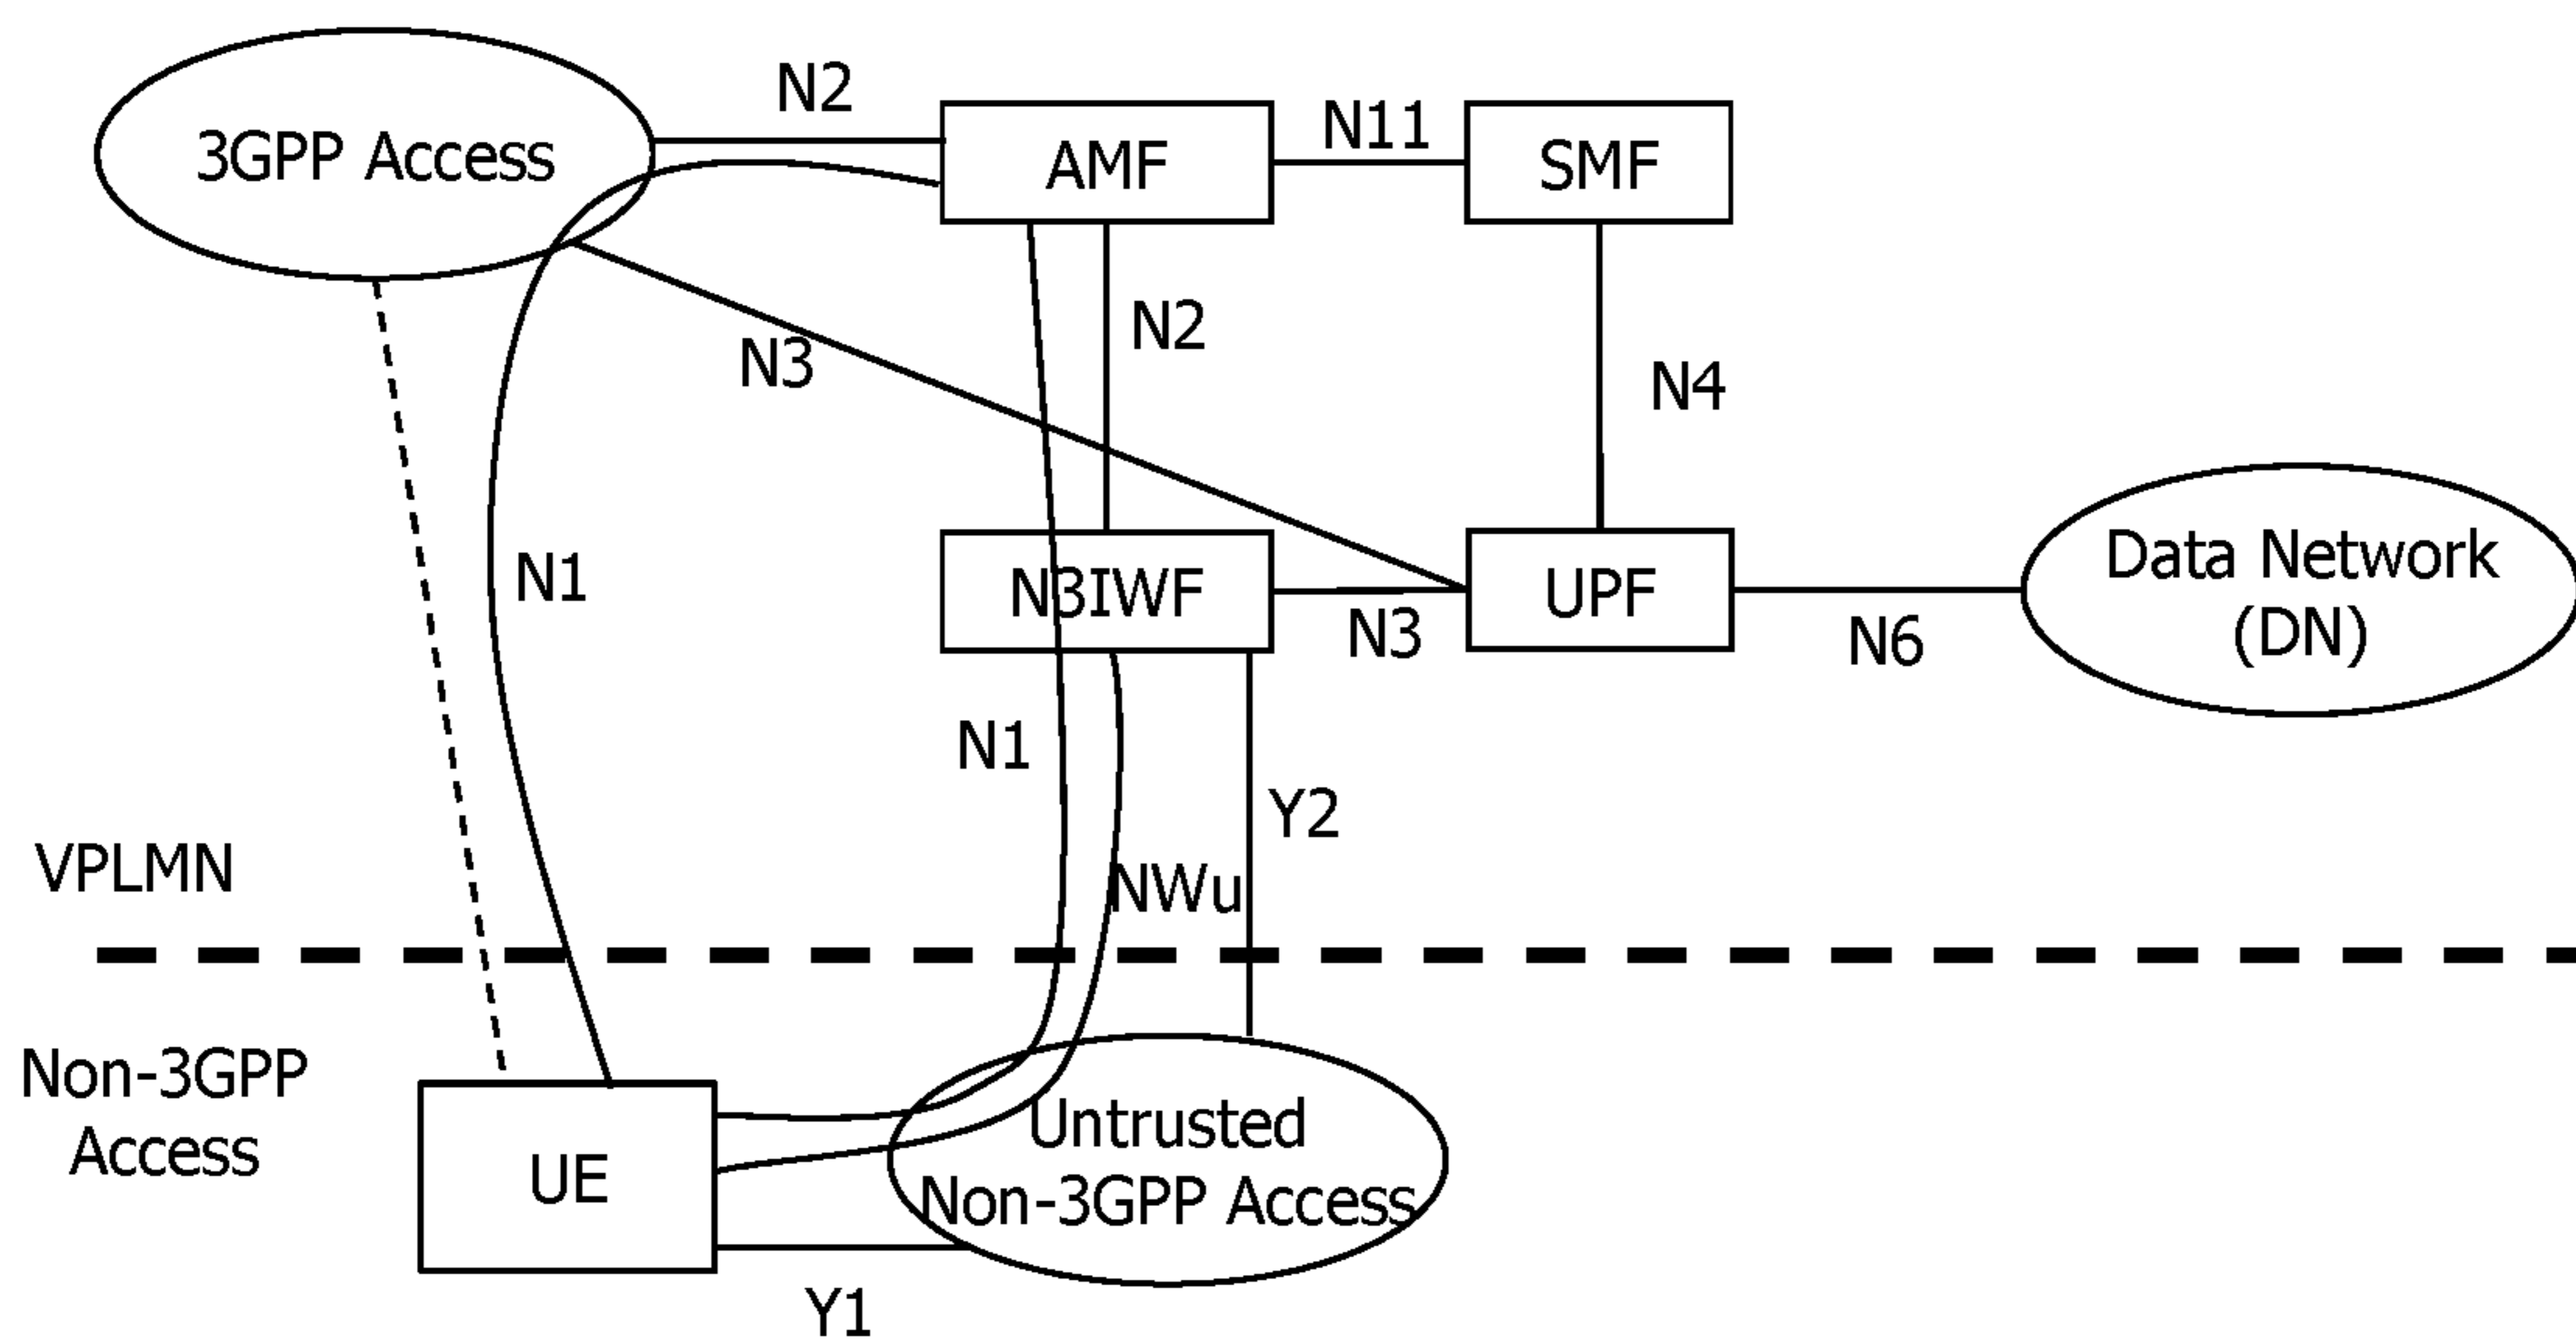 N2
3GPP Access
AMF
N11
SMF
N2
N3
N4
N1
N3IWF
N3
UPF
N6
Data Network
(DN)
N1
Y2
VPLMN
NWu
Non-3GPP
Access
UE
Untrusted
Non-3GPP Access
Y1